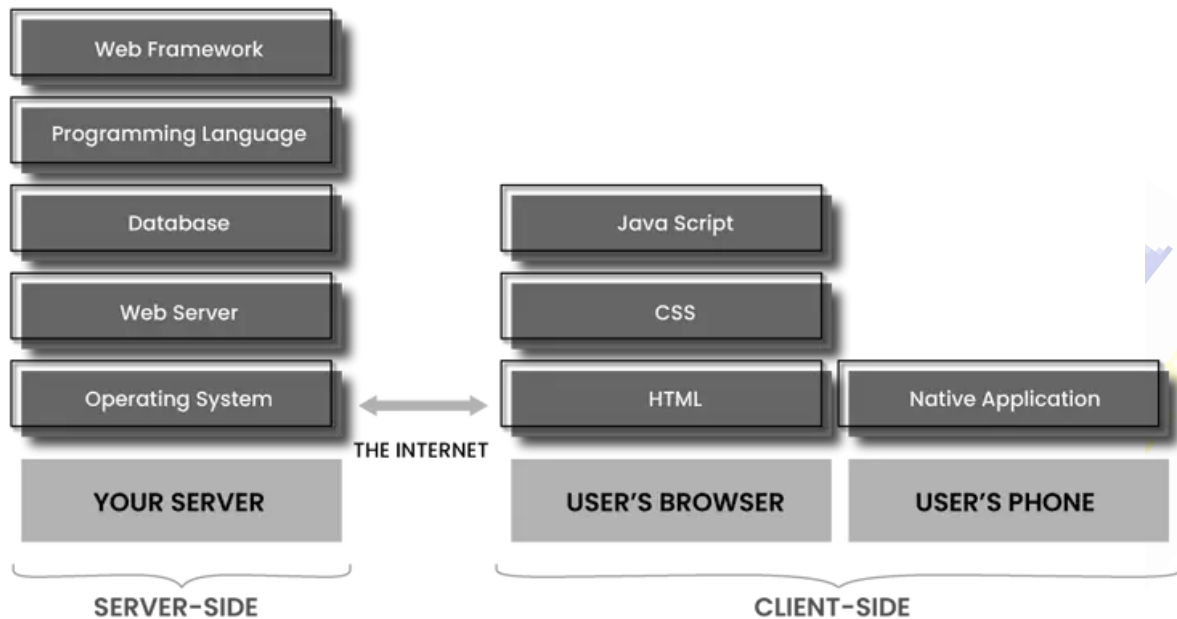 Web Framework
Programming Language
Database
Web Server
Operating System
YOUR SERVER
SERVER-SIDE
THE INTERNET
Java Script
CSS
HTML
USER'S BROWSER
Native Application
USER'S PHONE
CLIENT-SIDE